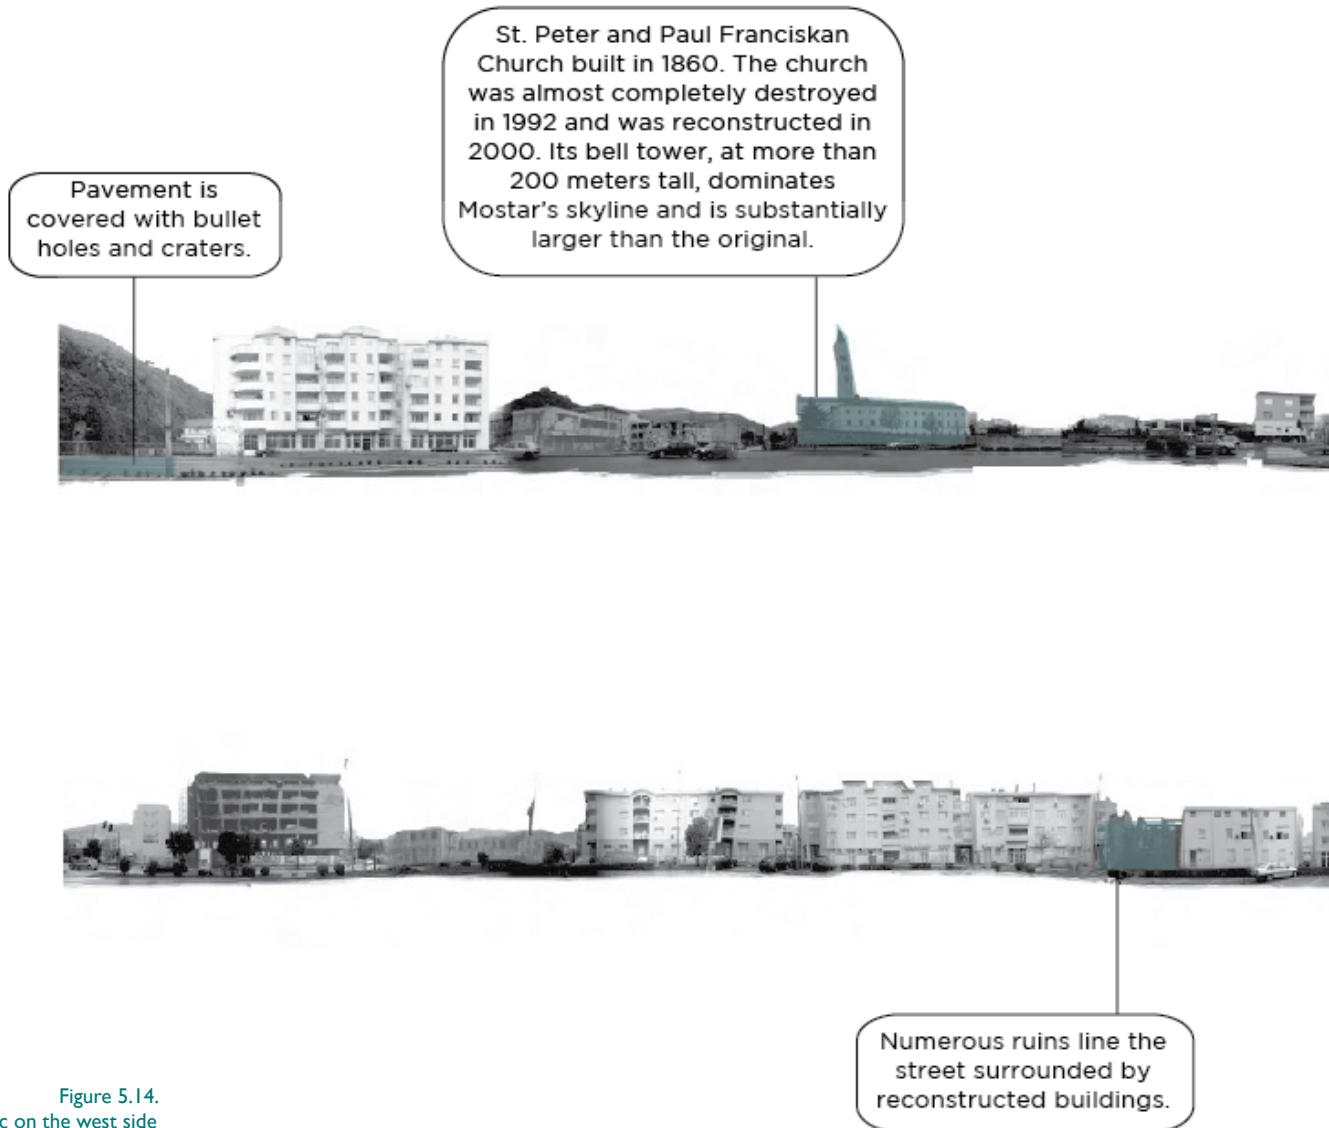 St. Peter and Paul Franciskan
Church built in 1860. The church
was almost completely destroyed
in 1992 and was reconstructed in
2000. Its bell tower, at more than
200 meters tall, dominates
Mostar's skyline and is substantially
larger than the original.
Pavement is
covered with bullet
holes and craters.
Numerous ruins line the
street surrounded by
reconstructed buildings.
Figure 5.14.
c on the west side